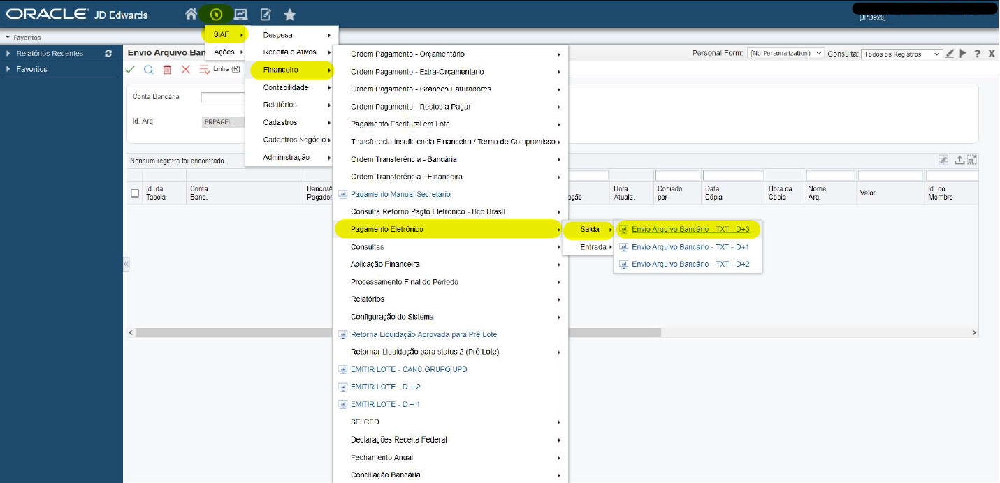 ORACLE® JD Edwards
[JPD920]
Favoritos
Relatórios Recentes
Favoritos
Envio Arquivo Ban
Personal Form: (No Personalization) Consulta: Todos os Registros
Linha (R)
Conta Bancária
Id. Arq BRPAGEL
Nenhum registro foi encontrado.
Id. da Tabela
Conta Banc.
Banco/A Pagador
ação
Hora Atualz.
Copiado por
Data Cópia
Hora da Cópia
Nome Arq.
Valor
Id. do Membro
SIAF
Ações
Despesa
Receita e Ativos
Financeiro
Contabilidade
Relatórios
Cadastros
Cadastros Negócio
Administração
Ordem Pagamento - Orçamentário
Ordem Pagamento - Extra-Orçamentario
Ordem Pagamento - Grandes Faturadores
Ordem Pagamento - Restos a Pagar
Pagamento Escritural em Lote
Transferecia Insuficiencia Financeira / Termo de Compromisso
Ordem Transferência - Bancária
Ordem Transferência - Financeira
Pagamento Manual Secretario
Consulta Retorno Pagto Eletronico - Bco Brasil
Pagamento Eletrônico
Consultas
Aplicação Financeira
Processamento Final do Periodo
Relatórios
Configuração do Sistema
Retorna Liquidação Aprovada para Pré Lote
Retornar Liquidação para status 2 (Pré Lote)
EMITIR LOTE - CANC.GRUPO UPD
EMITIR LOTE - D + 2
EMITIR LOTE - D + 1
SEI CED
Declarações Receita Federal
Fechamento Anual
Conciliação Bancária
Saida
Entrada
Envio Arquivo Bancário - TXT - D+3
Envio Arquivo Bancário - TXT - D+1
Envio Arquivo Bancário - TXT - D+2